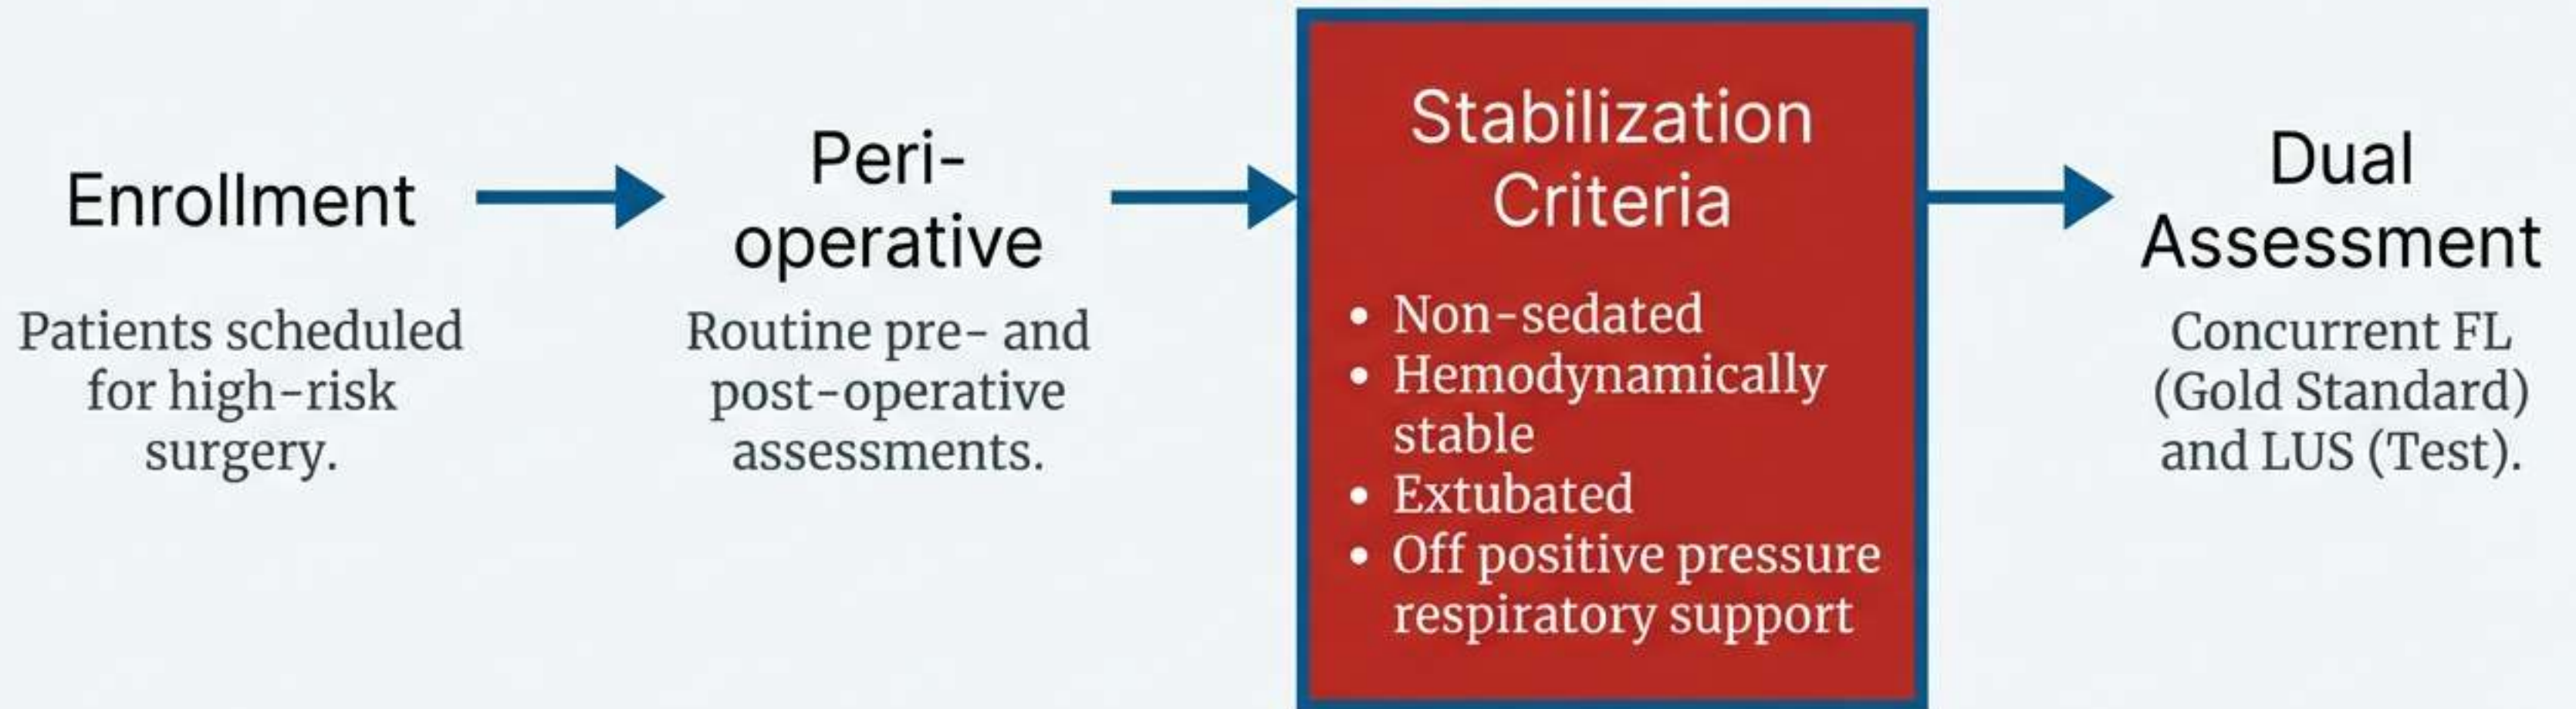 Enrollment
Patients scheduled
for high-risk
surgery.
Peri-
operative
Routine pre- and
post-operative
assessments.
Stabilization
Criteria
• Non-sedated
• Hemodynamically
stable
• Extubated
• Off positive pressure
respiratory support
Dual
Assessment
Concurrent FL
(Gold Standard)
and LUS (Test).